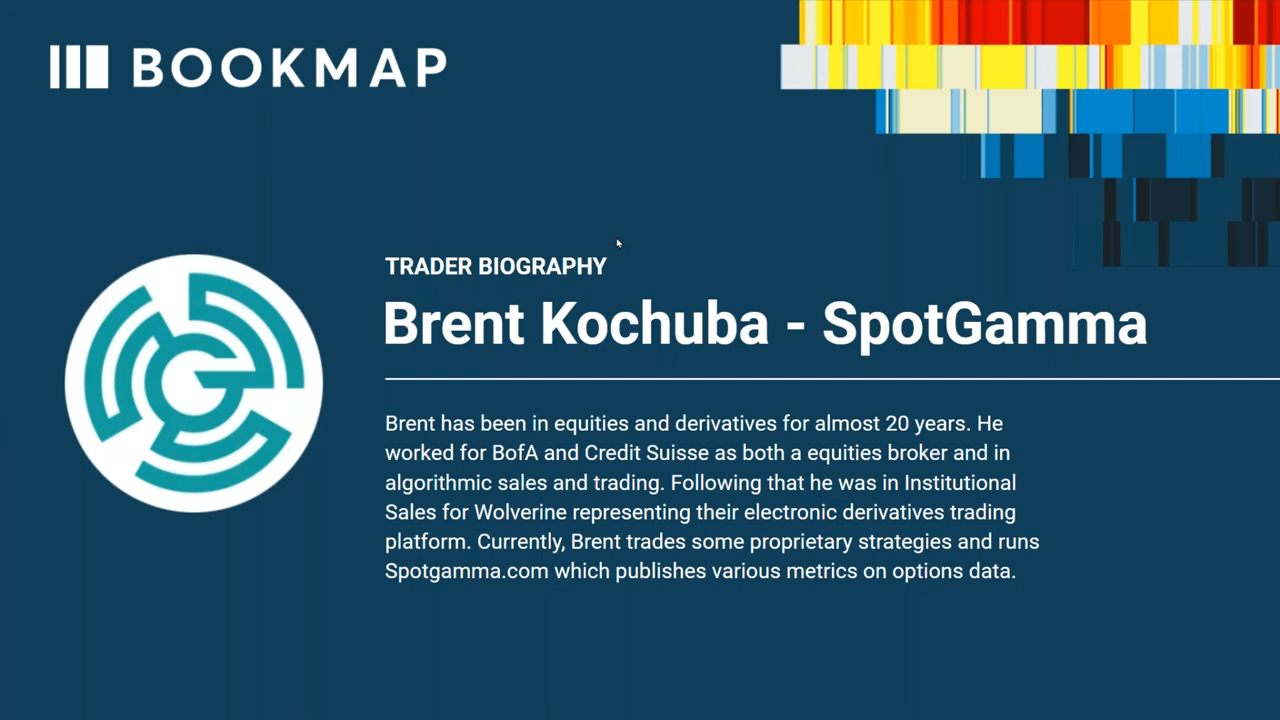 BOOKMAP
TRADER BIOGRAPHY
Brent Kochuba - SpotGamma
Brent has been in equities and derivatives for almost 20 years. He
worked for BofA and Credit Suisse as both a equities broker and in
algorithmic sales and trading. Following that he was in Institutional
Sales for Wolverine representing their electronic derivatives trading
platform. Currently, Brent trades some proprietary strategies and runs
Spotgamma.com which publishes various metrics on options data.